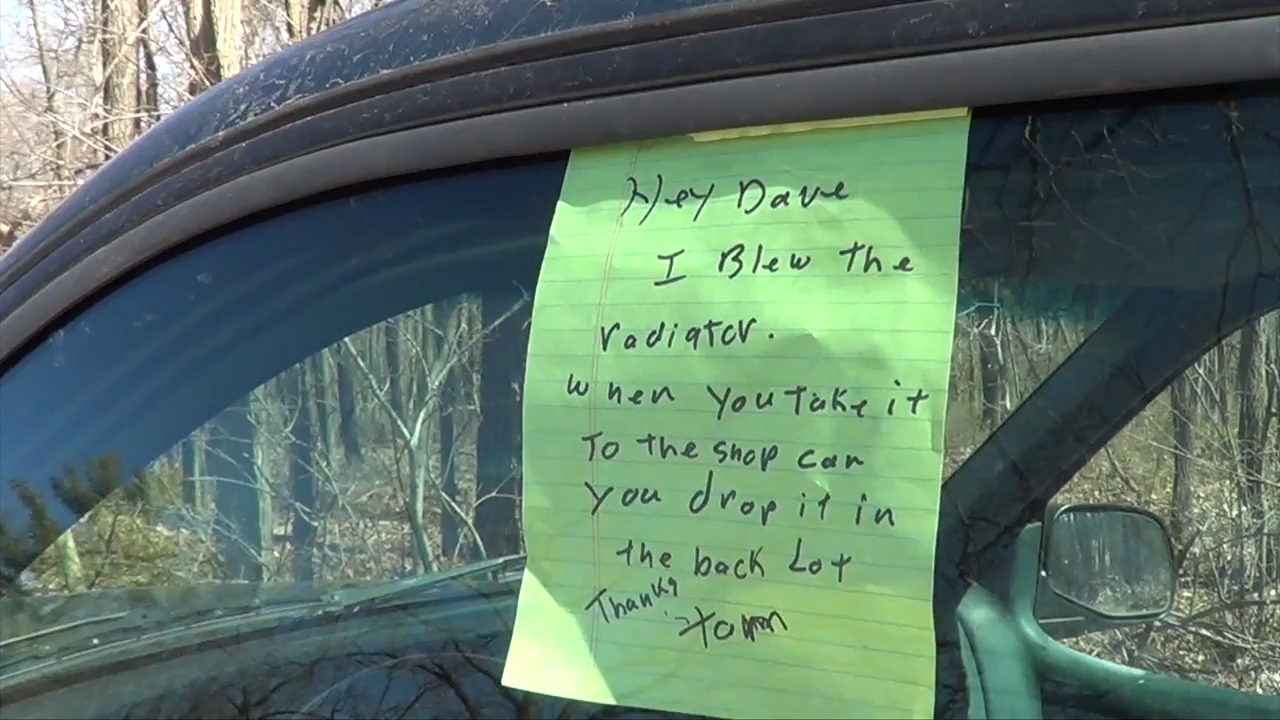 Hey Dave
I Blew the
radiator.
When you take it
To the shop can
you drop it in
the back Lot
Thanks